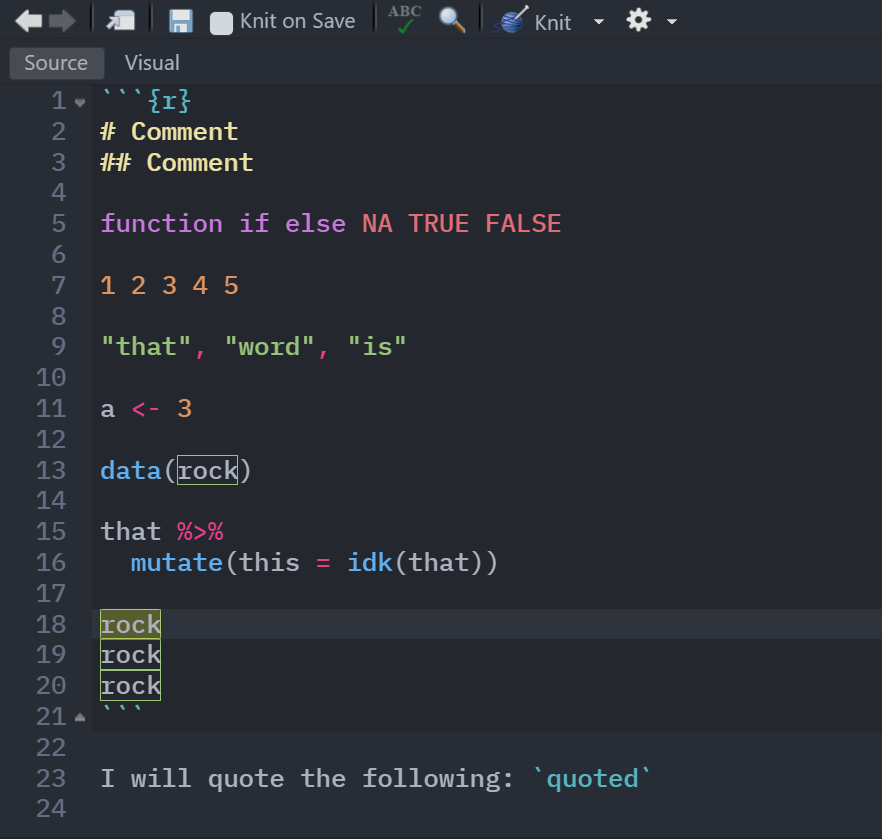 Knit on Save ABC Knit
Source Visual
1 ```{r}
2 # Comment
3 ## Comment
4
5 function if else NA TRUE FALSE
6
7 1 2 3 4 5
8
9 "that", "word", "is"
10
11 a <- 3
12
13 data(rock)
14
15 that %>%
16   mutate(this = idk(that))
17
18 rock
19 rock
20 rock
21 ```
22
23 I will quote the following: `quoted`
24